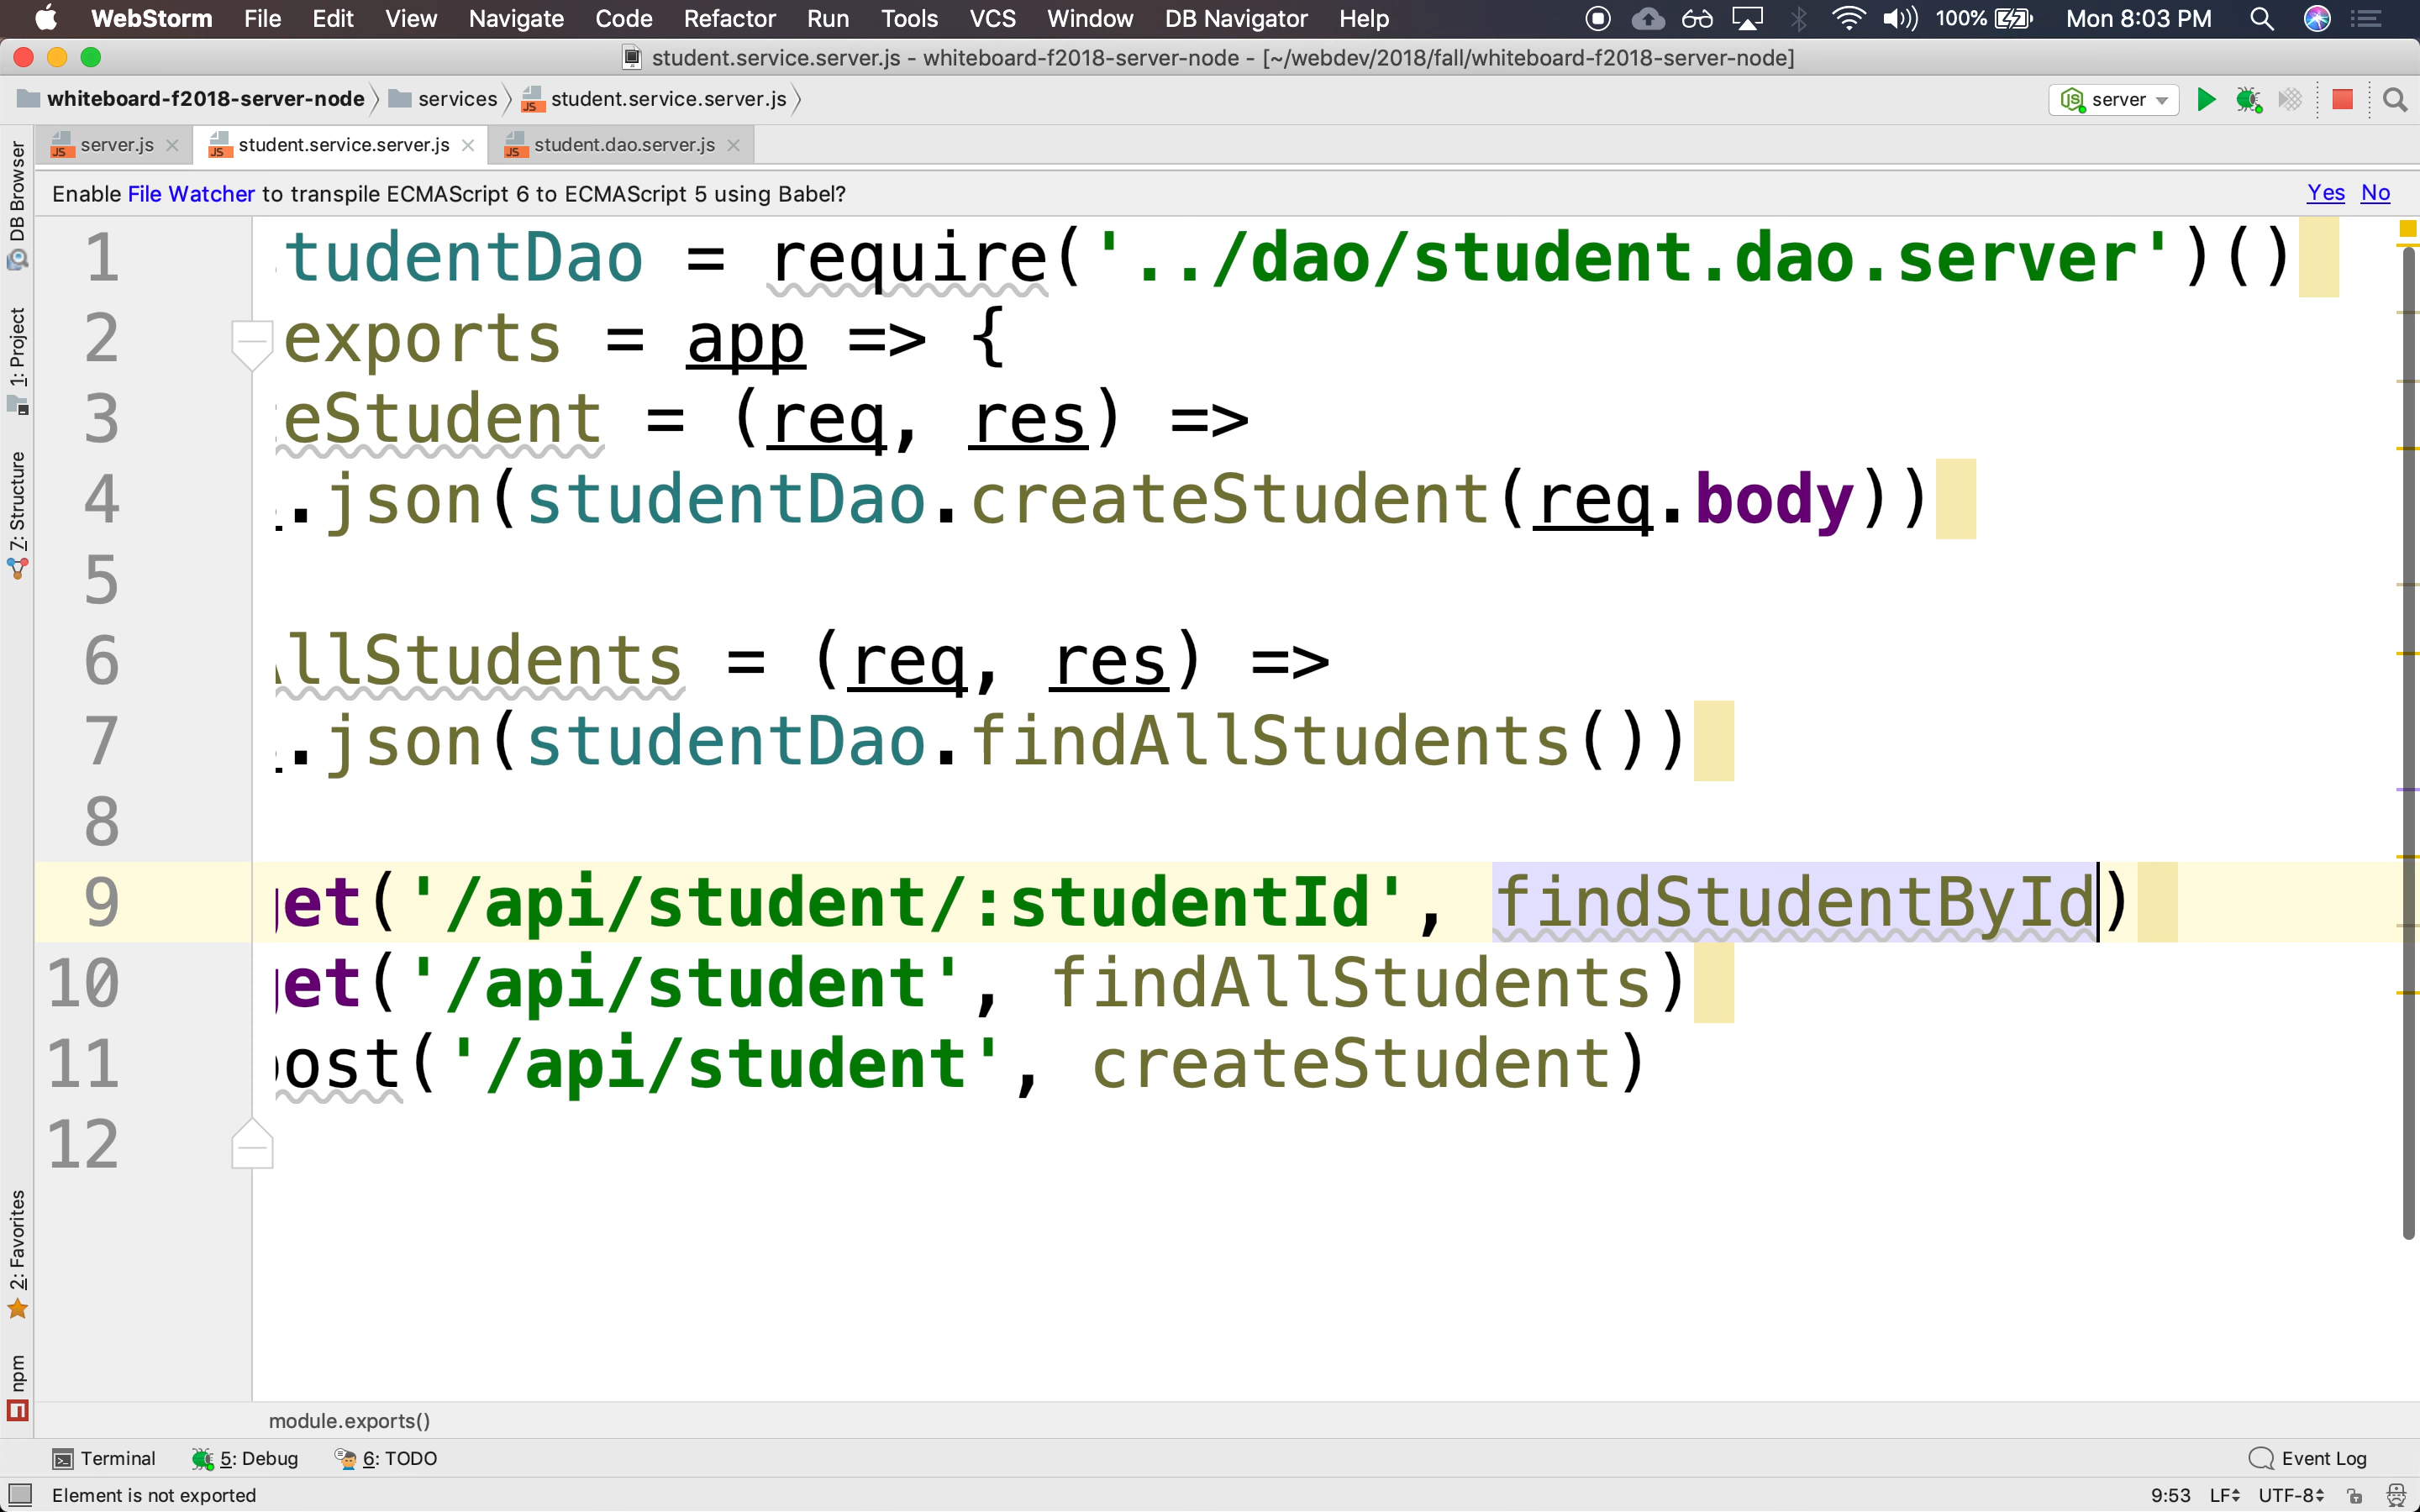 WebStorm File Edit View Navigate Code Refactor Run Tools VCS Window DB Navigator Help 100% Mon 8:03 PM
student.service.server.js - whiteboard-f2018-server-node - [~/webdev/2018/fall/whiteboard-f2018-server-node]
whiteboard-f2018-server-node services student.service.server.js server
server.js student.service.server.js student.dao.server.js
Enable File Watcher to transpile ECMAScript 6 to ECMAScript 5 using Babel? Yes No
DB Browser
1: Project
7: Structure
2: Favorites
npm
1 tudentDao = require('../dao/student.dao.server')()
2 exports = app => {
3 eStudent = (req, res) =>
4 .json(studentDao.createStudent(req.body))
5
6 llStudents = (req, res) =>
7 .json(studentDao.findAllStudents())
8
9 et('/api/student/:studentId', findStudentById)
10 et('/api/student', findAllStudents)
11 ost('/api/student', createStudent)
12
module.exports()
Terminal 5: Debug 6: TODO Event Log
Element is not exported 9:53 LF UTF-8